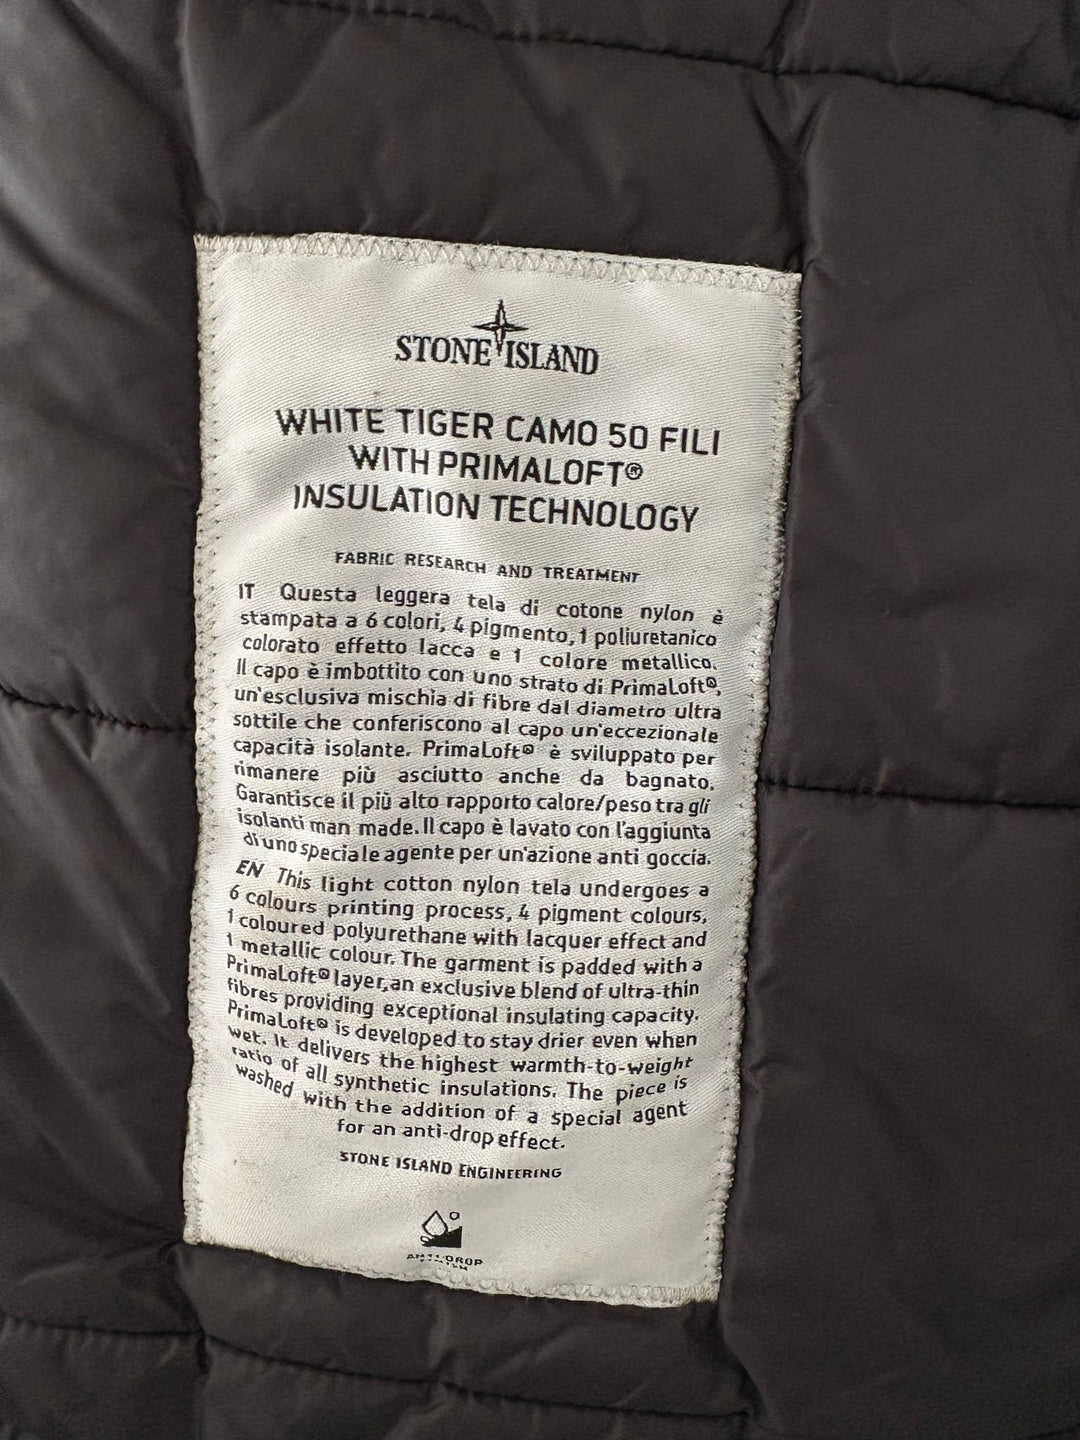 STONE ISLAND
WHITE TIGER CAMO 50 FILI
WITH PRIMALOFT®
INSULATION TECHNOLOGY
FABRIC RESEARCH AND TREATMENT
IT Questa leggera tela di cotone nylon è
stampata a 6 colori, 4 pigmento, 1 poliuretanico
colorato effetto lacca e 1 colore metallico.
Il capo è imbottito con uno strato di PrimaLoft®,
un'esclusiva mischia di fibre dal diametro ultra
sottile che conferiscono al capo un'eccezionale
capacità isolante. PrimaLoft® è sviluppato per
rimanere più asciutto anche da bagnato.
Garantisce il più alto rapporto calore/peso tra gli
isolanti man made. Il capo è lavato con l'aggiunta
di uno speciale agente per un'azione anti goccia.
EN This light cotton nylon tela undergoes a
6 colours printing process, 4 pigment colours,
1 coloured polyurethane with lacquer effect and
1 metallic colour. The garment is padded with a
PrimaLoft® layer, an exclusive blend of ultra-thin
fibres providing exceptional insulating capacity.
PrimaLoft® is developed to stay drier even when
wet. It delivers the highest warmth-to-weight
ratio of all synthetic insulations. The piece is
washed with the addition of a special agent
for an anti-drop effect.
STONE ISLAND ENGINEERING
ANTI-DROP